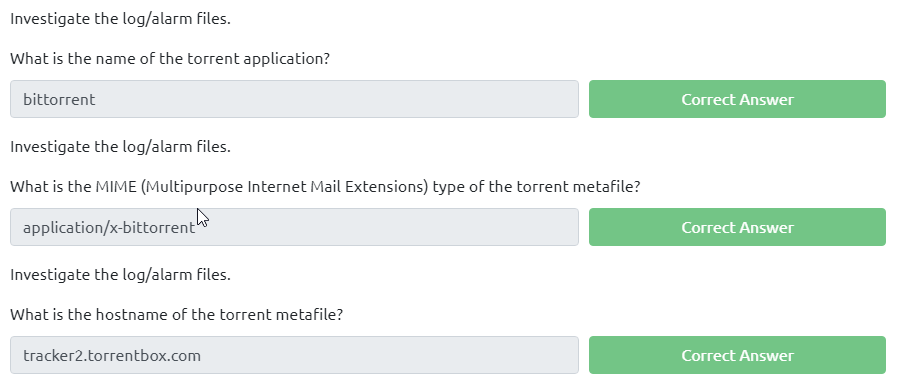 Investigate the log/alarm files.
What is the name of the torrent application?
bittorrent
Correct Answer
Investigate the log/alarm files.
What is the MIME (Multipurpose Internet Mail Extensions) type of the torrent metafile?
application/x-bittorrent
Correct Answer
Investigate the log/alarm files.
What is the hostname of the torrent metafile?
tracker2.torrentbox.com
Correct Answer